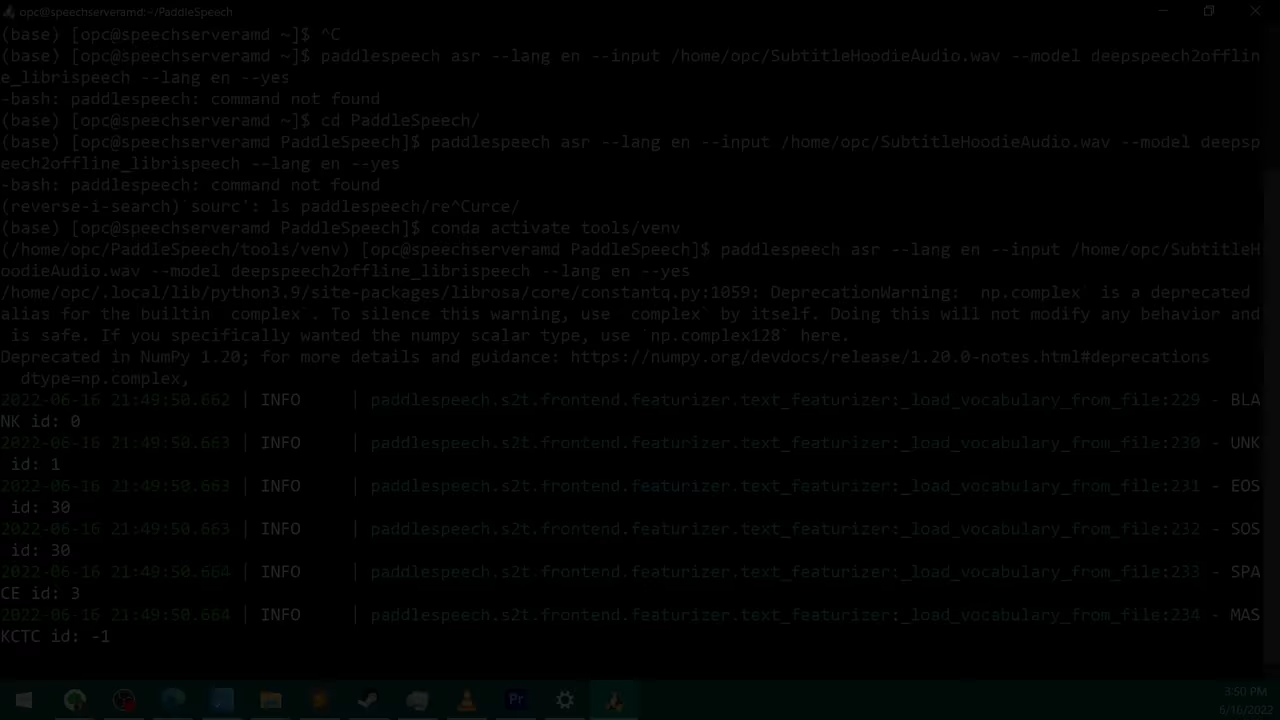 opc@speechserveramd:~/PaddleSpeech
(base) [opc@speechserveramd ~]$ ^C
(base) [opc@speechserveramd ~]$ paddlespeech asr --lang en --input /home/opc/SubtitleHoodieAudio.wav --model deepspeech2offlin
e_librispeech --lang en --yes
-bash: paddlespeech: command not found
(base) [opc@speechserveramd ~]$ cd PaddleSpeech/
(base) [opc@speechserveramd PaddleSpeech]$ paddlespeech asr --lang en --input /home/opc/SubtitleHoodieAudio.wav --model deepsp
eech2offline_librispeech --lang en --yes
-bash: paddlespeech: command not found
(reverse-i-search)`sourc': ls paddlespeech/re^Curce/
(base) [opc@speechserveramd PaddleSpeech]$ conda activate tools/venv
(/home/opc/PaddleSpeech/tools/venv) [opc@speechserveramd PaddleSpeech]$ paddlespeech asr --lang en --input /home/opc/SubtitleH
oodieAudio.wav --model deepspeech2offline_librispeech --lang en --yes
/home/opc/.local/lib/python3.9/site-packages/librosa/core/constantq.py:1059: DeprecationWarning: `np.complex` is a deprecated
alias for the builtin `complex`. To silence this warning, use `complex` by itself. Doing this will not modify any behavior and
 is safe. If you specifically wanted the numpy scalar type, use `np.complex128` here.
Deprecated in NumPy 1.20; for more details and guidance: https://numpy.org/devdocs/release/1.20.0-notes.html#deprecations
  dtype=np.complex,
2022-06-16 21:49:50.662 | INFO     | paddlespeech.s2t.frontend.featurizer.text_featurizer:_load_vocabulary_from_file:229 - BLA
NK id: 0
2022-06-16 21:49:50.663 | INFO     | paddlespeech.s2t.frontend.featurizer.text_featurizer:_load_vocabulary_from_file:230 - UNK
 id: 1
2022-06-16 21:49:50.663 | INFO     | paddlespeech.s2t.frontend.featurizer.text_featurizer:_load_vocabulary_from_file:231 - EOS
 id: 30
2022-06-16 21:49:50.663 | INFO     | paddlespeech.s2t.frontend.featurizer.text_featurizer:_load_vocabulary_from_file:232 - SOS
 id: 30
2022-06-16 21:49:50.664 | INFO     | paddlespeech.s2t.frontend.featurizer.text_featurizer:_load_vocabulary_from_file:233 - SPA
CE id: 3
2022-06-16 21:49:50.664 | INFO     | paddlespeech.s2t.frontend.featurizer.text_featurizer:_load_vocabulary_from_file:234 - MAS
KCTC id: -1
Pr
3:50 PM
6/16/2022